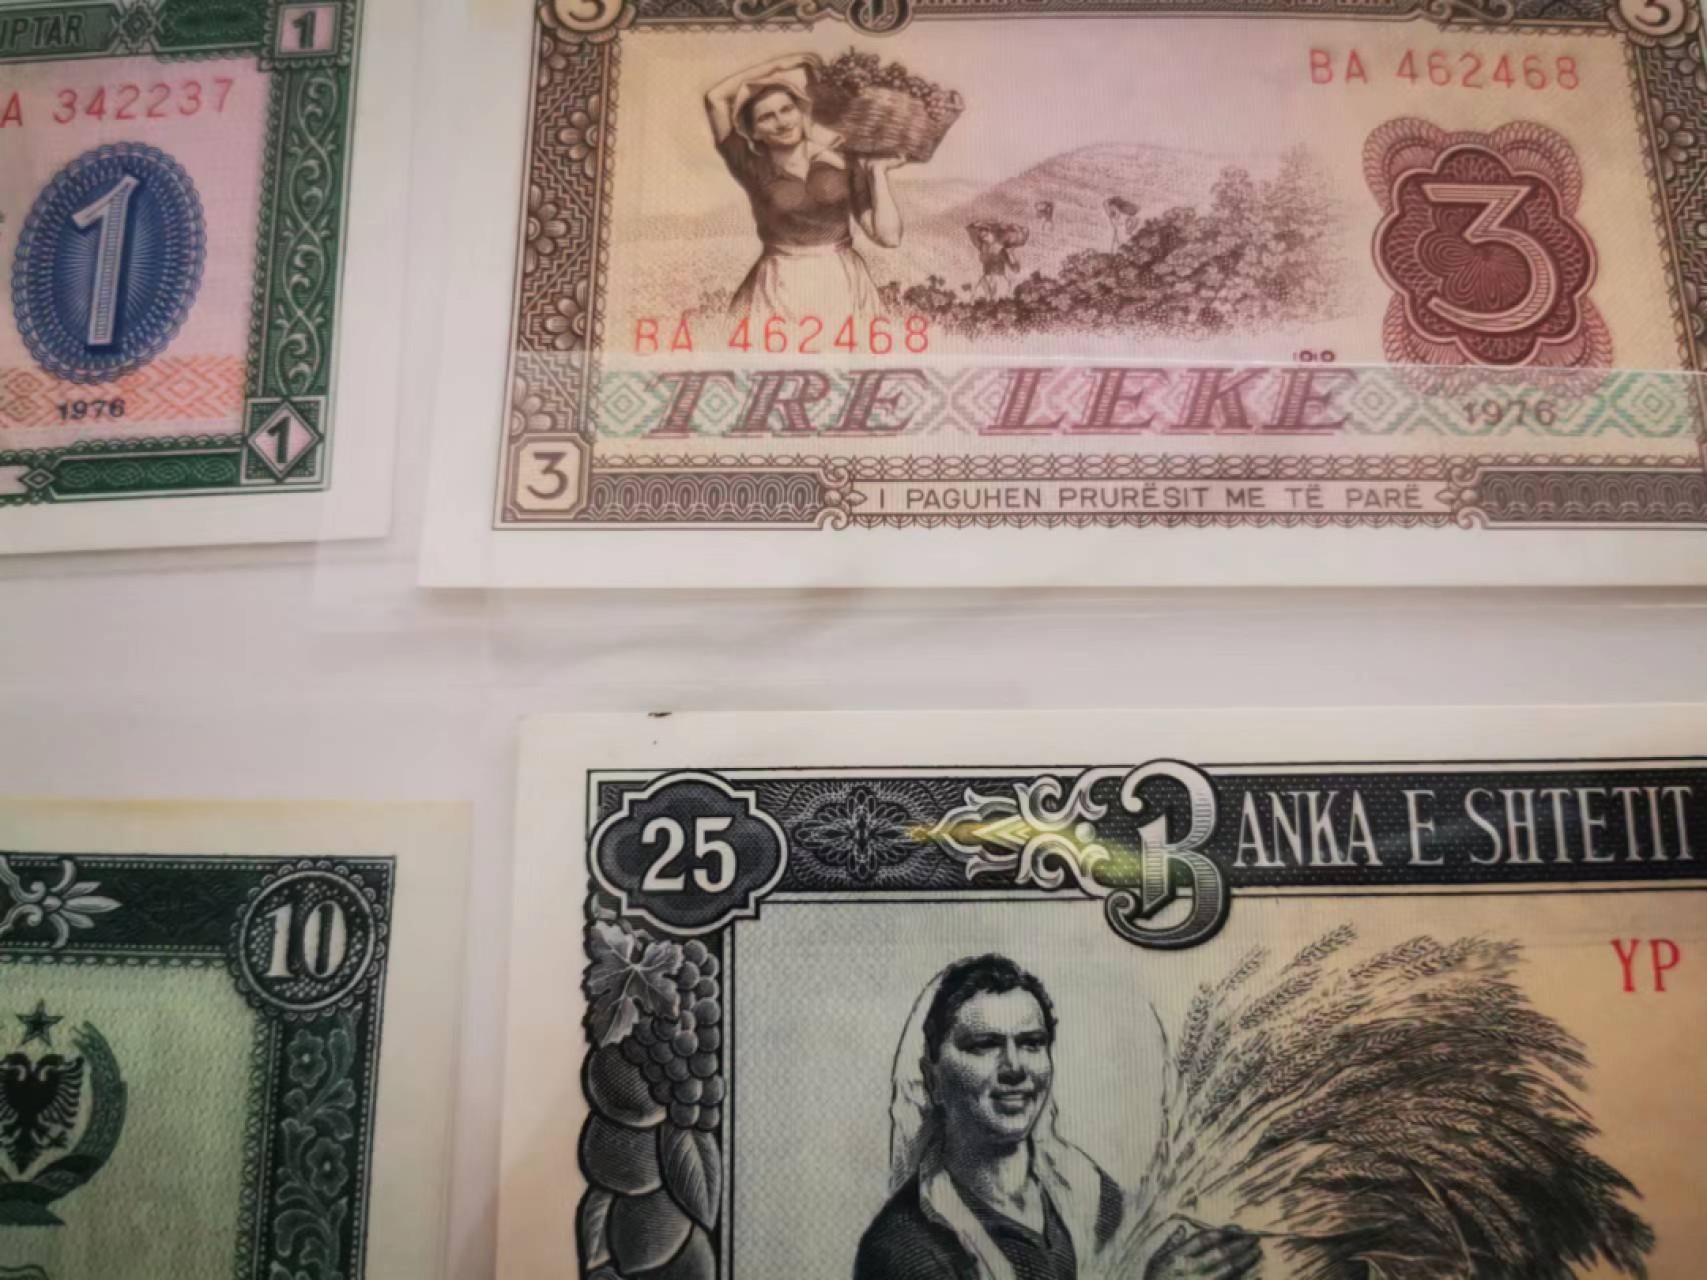 PTAR
1
A 342237
1
1976
1
3
3
BA 462468
3
BA 462468
TRE LEKË
1976
3
I PAGUHEN PRURËSIT ME TË PARË
10
25
BANKA E SHTETIT
YP